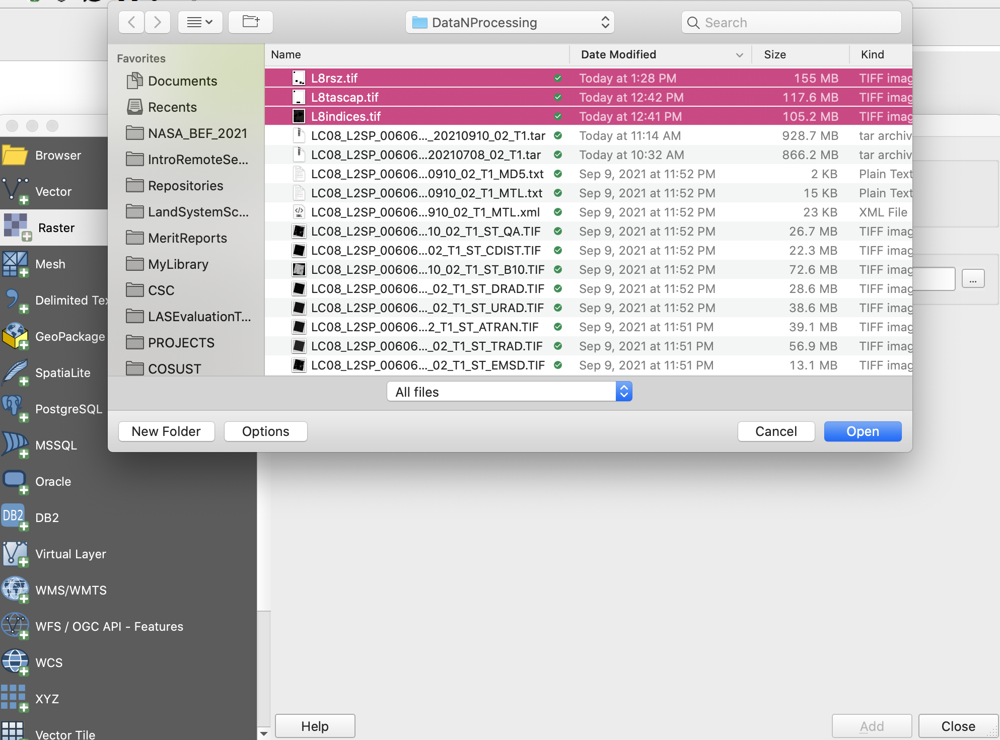 DataNProcessing
Search
Favorites
Documents
Recents
NASA_BEF_2021
IntroRemoteSe...
Repositories
LandSystemSc...
MeritReports
MyLibrary
CSC
LASEvaluationT...
PROJECTS
COSUST
Name Date Modified Size Kind
L8rsz.tif Today at 1:28 PM 155 MB TIFF imag
L8tascap.tif Today at 12:42 PM 117.6 MB TIFF imag
L8indices.tif Today at 12:41 PM 105.2 MB TIFF imag
LC08_L2SP_00606..._20210910_02_T1.tar Today at 11:14 AM 928.7 MB tar archiv
LC08_L2SP_00606...20210708_02_T1.tar Today at 10:32 AM 866.2 MB tar archiv
LC08_L2SP_00606...0910_02_T1_MD5.txt Sep 9, 2021 at 11:52 PM 2 KB Plain Text
LC08_L2SP_00606...0910_02_T1_MTL.txt Sep 9, 2021 at 11:52 PM 15 KB Plain Text
LC08_L2SP_00606...910_02_T1_MTL.xml Sep 9, 2021 at 11:52 PM 23 KB XML File
LC08_L2SP_00606...10_02_T1_ST_QA.TIF Sep 9, 2021 at 11:52 PM 26.7 MB TIFF imag
LC08_L2SP_00606...02_T1_ST_CDIST.TIF Sep 9, 2021 at 11:52 PM 22.3 MB TIFF imag
LC08_L2SP_00606...10_02_T1_ST_B10.TIF Sep 9, 2021 at 11:52 PM 72.6 MB TIFF imag
LC08_L2SP_00606..._02_T1_ST_DRAD.TIF Sep 9, 2021 at 11:52 PM 28.6 MB TIFF imag
LC08_L2SP_00606..._02_T1_ST_URAD.TIF Sep 9, 2021 at 11:52 PM 38.6 MB TIFF imag
LC08_L2SP_00606...2_T1_ST_ATRAN.TIF Sep 9, 2021 at 11:51 PM 39.1 MB TIFF imag
LC08_L2SP_00606..._02_T1_ST_TRAD.TIF Sep 9, 2021 at 11:51 PM 56.9 MB TIFF imag
LC08_L2SP_00606..._02_T1_ST_EMSD.TIF Sep 9, 2021 at 11:51 PM 13.1 MB TIFF imag
All files
New Folder Options Cancel Open
Browser
Vector
Raster
Mesh
Delimited Tex
GeoPackage
SpatiaLite
PostgreSQL
MSSQL
Oracle
DB2 DB2
Virtual Layer
WMS/WMTS
WFS / OGC API - Features
WCS
XYZ
Vector Tile
...
Help Add Close